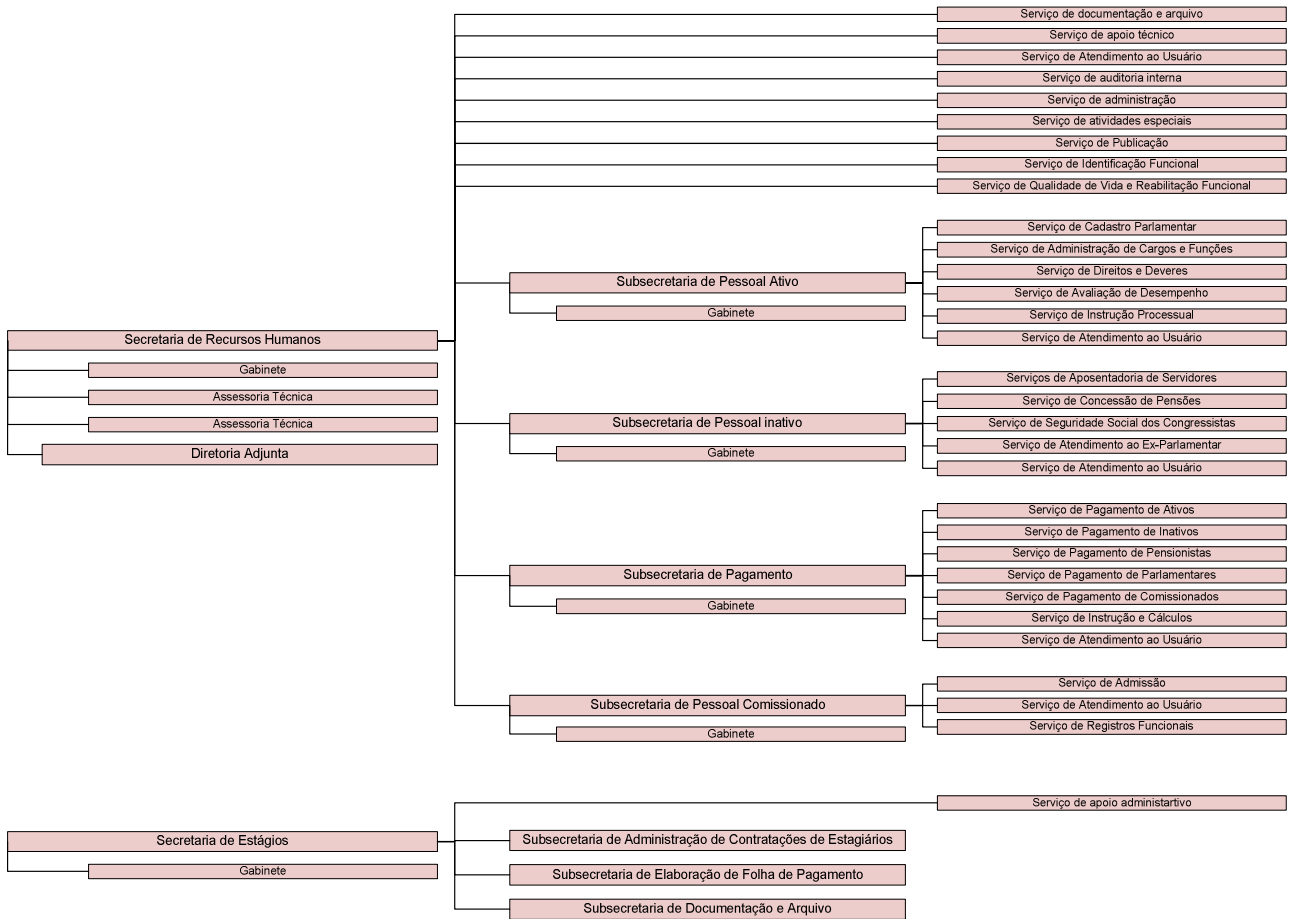 Serviço de documentação e arquivo
Serviço de apoio técnico
Serviço de Atendimento ao Usuário
Serviço de auditoria interna
Serviço de administração
Serviço de atividades especiais
Serviço de Publicação
Serviço de Identificação Funcional
Serviço de Qualidade de Vida e Reabilitação Funcional
Secretaria de Recursos Humanos
Gabinete
Assessoria Técnica
Assessoria Técnica
Diretoria Adjunta
Subsecretaria de Pessoal Ativo
Gabinete
Serviço de Cadastro Parlamentar
Serviço de Administração de Cargos e Funções
Serviço de Direitos e Deveres
Serviço de Avaliação de Desempenho
Serviço de Instrução Processual
Serviço de Atendimento ao Usuário
Subsecretaria de Pessoal inativo
Gabinete
Serviços de Aposentadoria de Servidores
Serviço de Concessão de Pensões
Serviço de Seguridade Social dos Congressistas
Serviço de Atendimento ao Ex-Parlamentar
Serviço de Atendimento ao Usuário
Subsecretaria de Pagamento
Gabinete
Serviço de Pagamento de Ativos
Serviço de Pagamento de Inativos
Serviço de Pagamento de Pensionistas
Serviço de Pagamento de Parlamentares
Serviço de Pagamento de Comissionados
Serviço de Instrução e Cálculos
Serviço de Atendimento ao Usuário
Subsecretaria de Pessoal Comissionado
Gabinete
Serviço de Admissão
Serviço de Atendimento ao Usuário
Serviço de Registros Funcionais
Secretaria de Estágios
Gabinete
Serviço de apoio administartivo
Subsecretaria de Administração de Contratações de Estagiários
Subsecretaria de Elaboração de Folha de Pagamento
Subsecretaria de Documentação e Arquivo